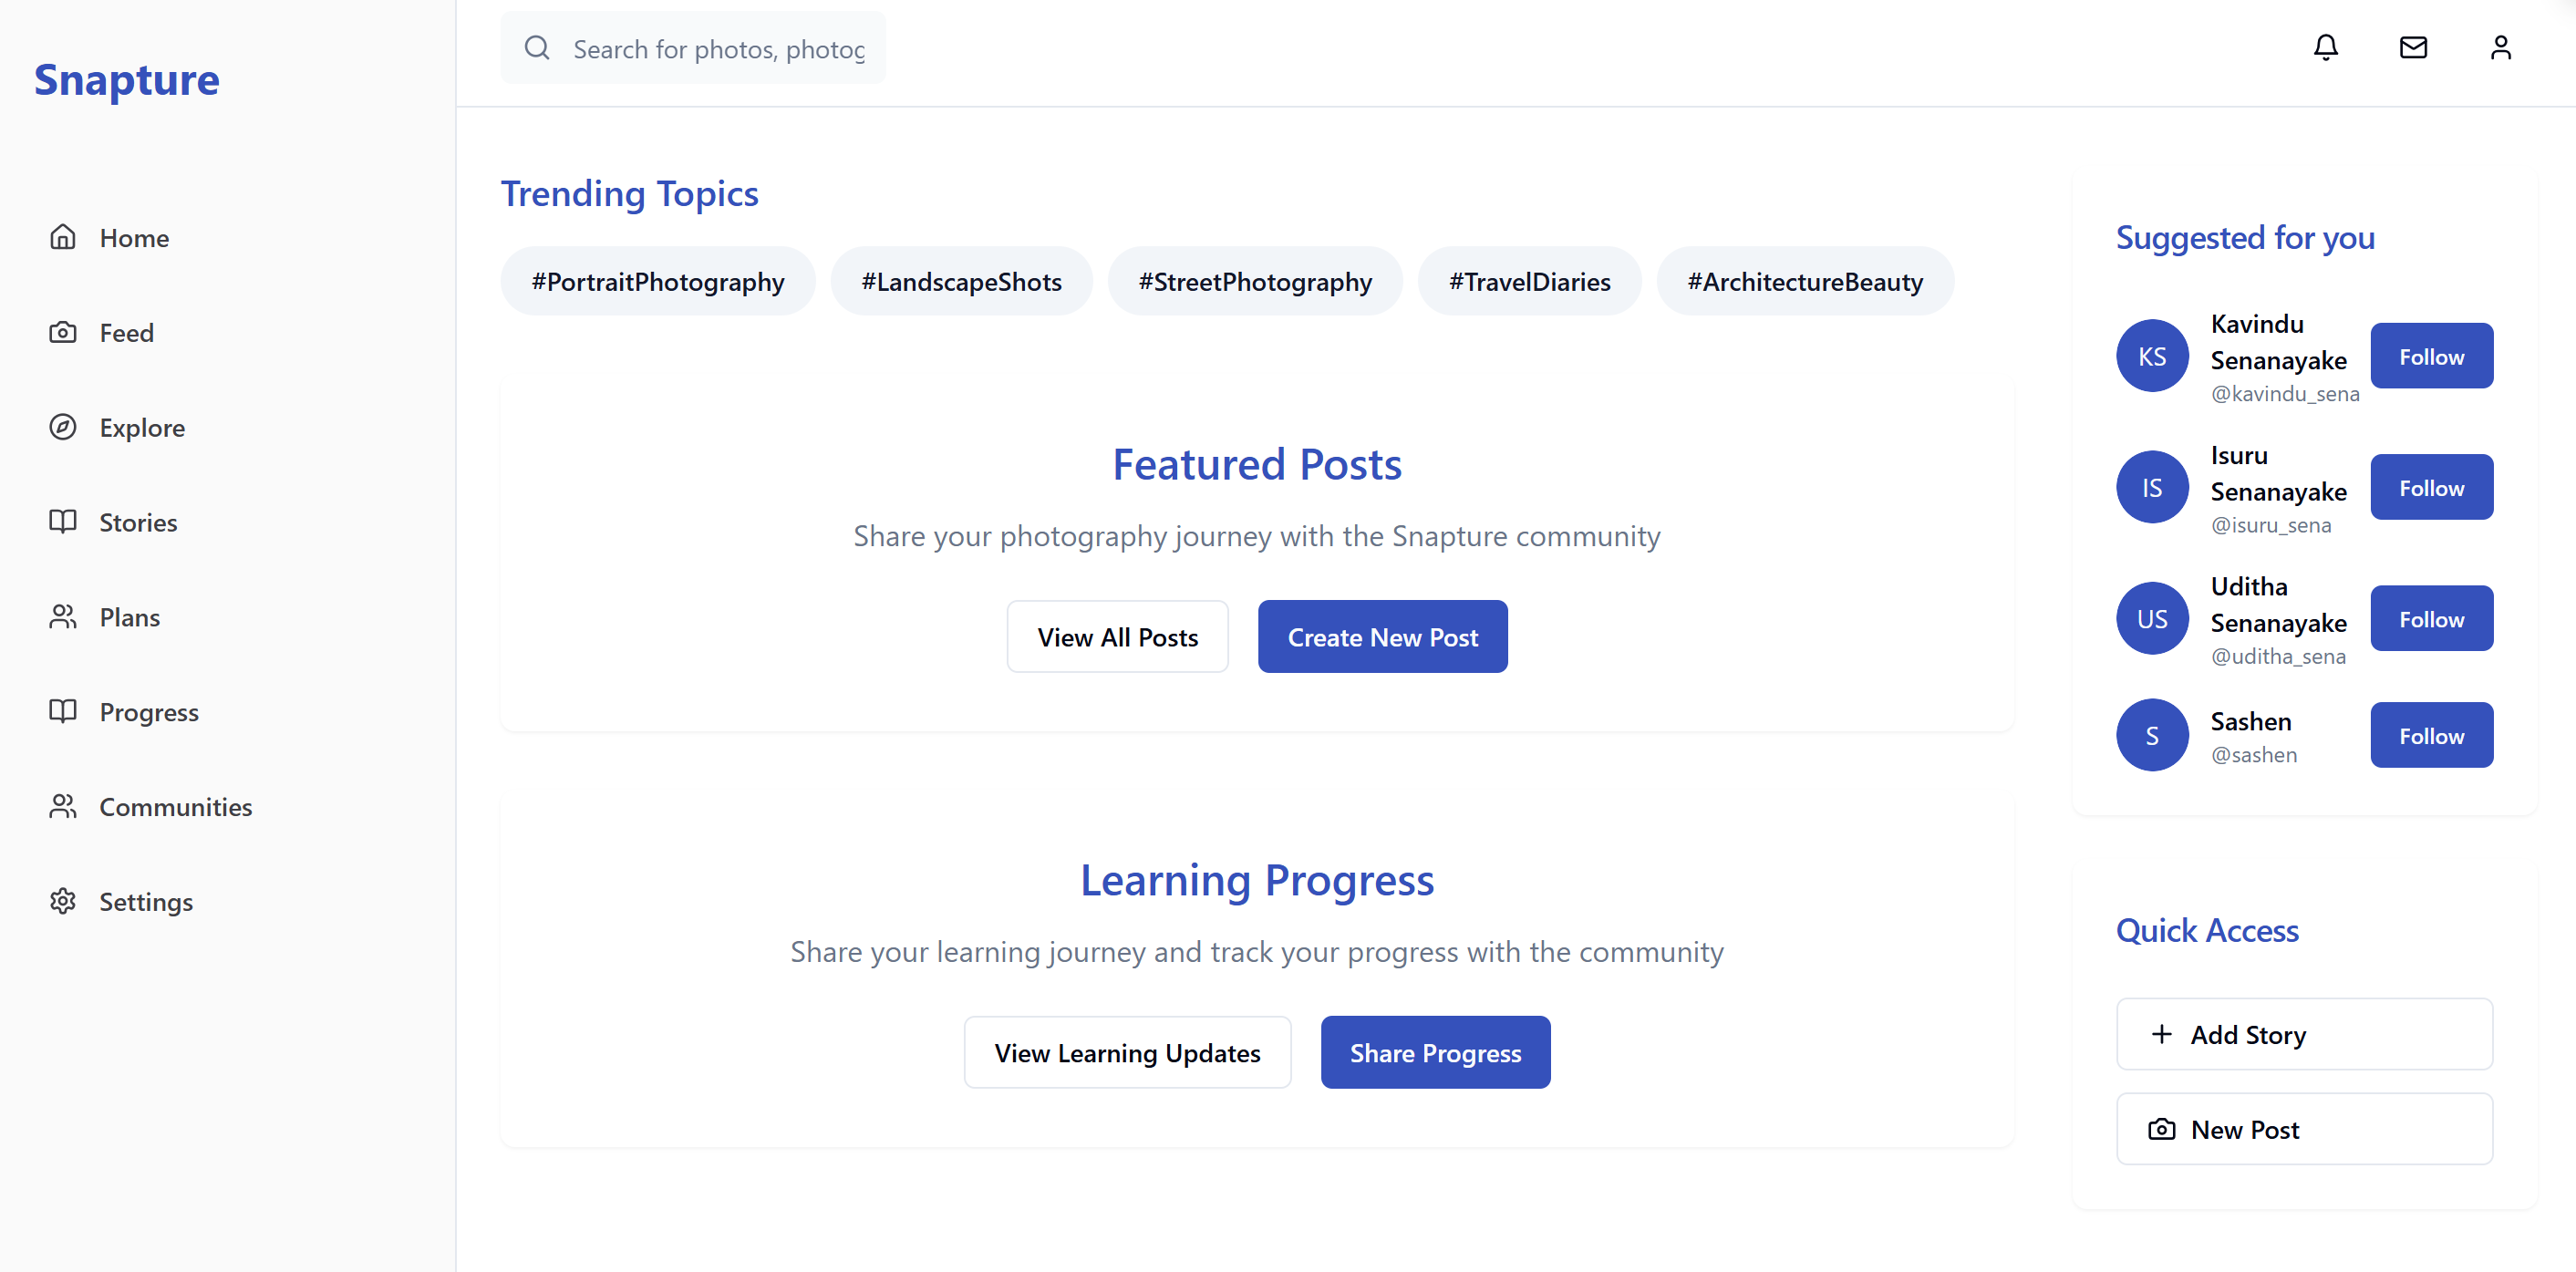 Snapture
Home
Feed
Explore
Stories
Plans
Progress
Communities
Settings
Search for photos, photog
Trending Topics
#PortraitPhotography
#LandscapeShots
#StreetPhotography
#TravelDiaries
#ArchitectureBeauty
Featured Posts
Share your photography journey with the Snapture community
View All Posts
Create New Post
Learning Progress
Share your learning journey and track your progress with the community
View Learning Updates
Share Progress
Suggested for you
KS
Kavindu
Senanayake
@kavindu_sena
Follow
IS
Isuru
Senanayake
@isuru_sena
Follow
US
Uditha
Senanayake
@uditha_sena
Follow
S
Sashen
@sashen
Follow
Quick Access
Add Story
New Post